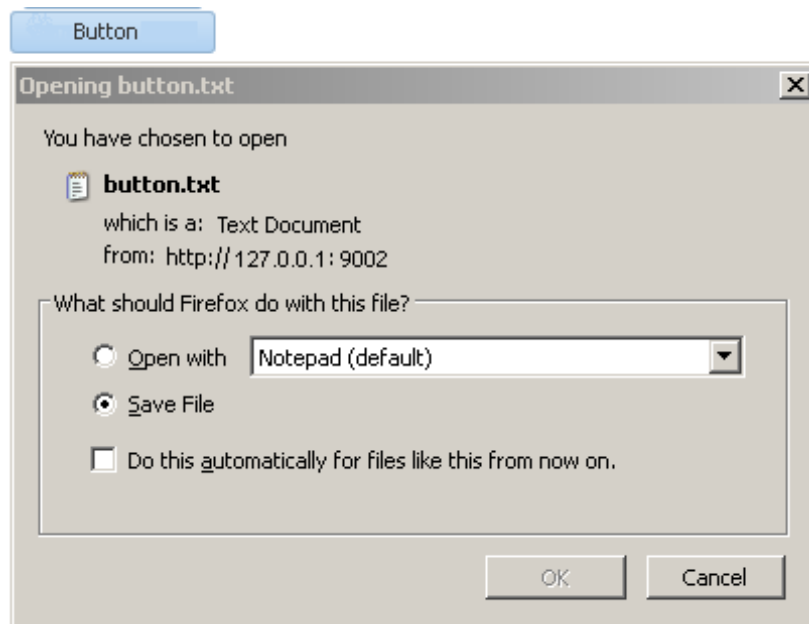 Button
Opening button.txt
You have chosen to open
button.txt
which is a: Text Document
from: http://127.0.0.1:9002
What should Firefox do with this file?
Open with Notepad (default)
Save File
Do this automatically for files like this from now on.
OK Cancel